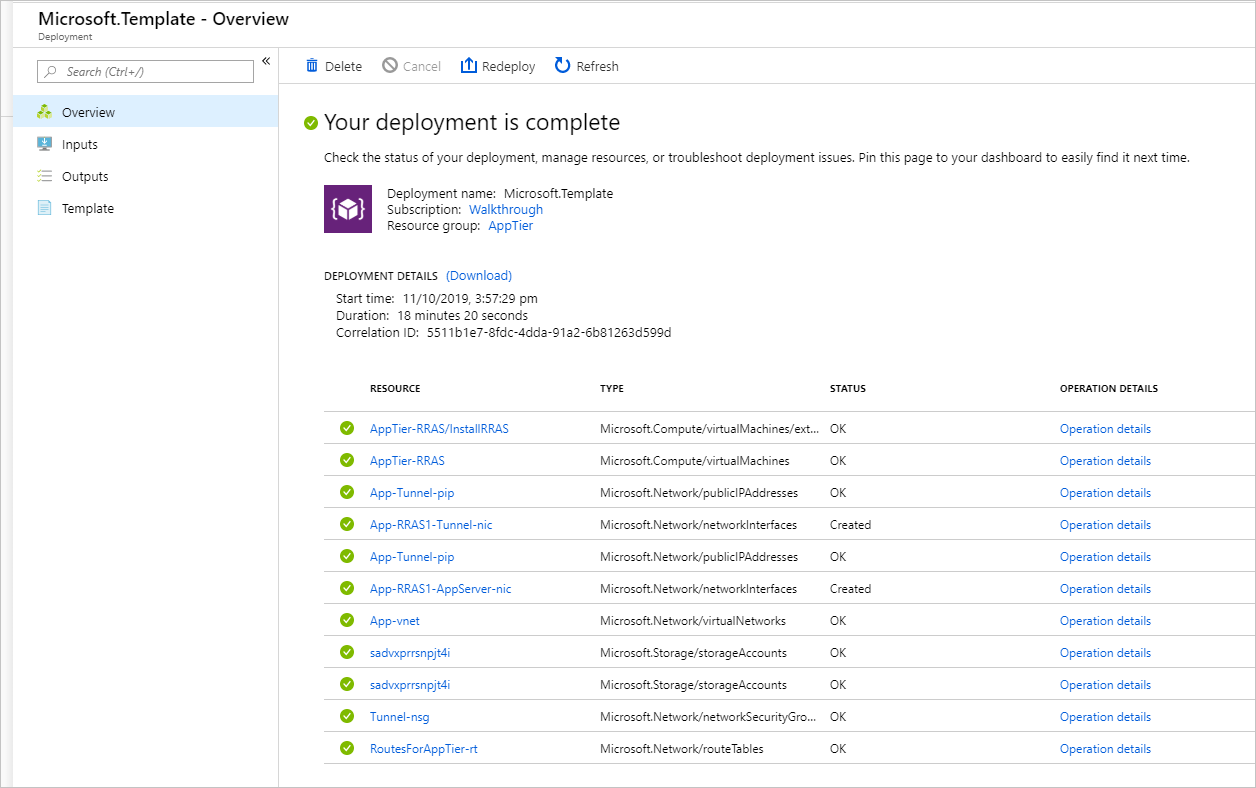 Microsoft.Template - Overview
Deployment
Search (Ctrl+/)
«
Delete Cancel Redeploy Refresh
Overview
Inputs
Outputs
Template
Your deployment is complete
Check the status of your deployment, manage resources, or troubleshoot deployment issues. Pin this page to your dashboard to easily find it next time.
Deployment name: Microsoft.Template
Subscription: Walkthrough
Resource group: AppTier
DEPLOYMENT DETAILS (Download)
Start time: 11/10/2019, 3:57:29 pm
Duration: 18 minutes 20 seconds
Correlation ID: 5511b1e7-8fdc-4dda-91a2-6b81263d599d
RESOURCE TYPE STATUS OPERATION DETAILS
AppTier-RRAS/InstallRRAS Microsoft.Compute/virtualMachines/ext... OK Operation details
AppTier-RRAS Microsoft.Compute/virtualMachines OK Operation details
App-Tunnel-pip Microsoft.Network/publicIPAddresses OK Operation details
App-RRAS1-Tunnel-nic Microsoft.Network/networkInterfaces Created Operation details
App-Tunnel-pip Microsoft.Network/publicIPAddresses OK Operation details
App-RRAS1-AppServer-nic Microsoft.Network/networkInterfaces Created Operation details
App-vnet Microsoft.Network/virtualNetworks OK Operation details
sadvxprrsnpjt4i Microsoft.Storage/storageAccounts OK Operation details
sadvxprrsnpjt4i Microsoft.Storage/storageAccounts OK Operation details
Tunnel-nsg Microsoft.Network/networkSecurityGro... OK Operation details
RoutesForAppTier-rt Microsoft.Network/routeTables OK Operation details